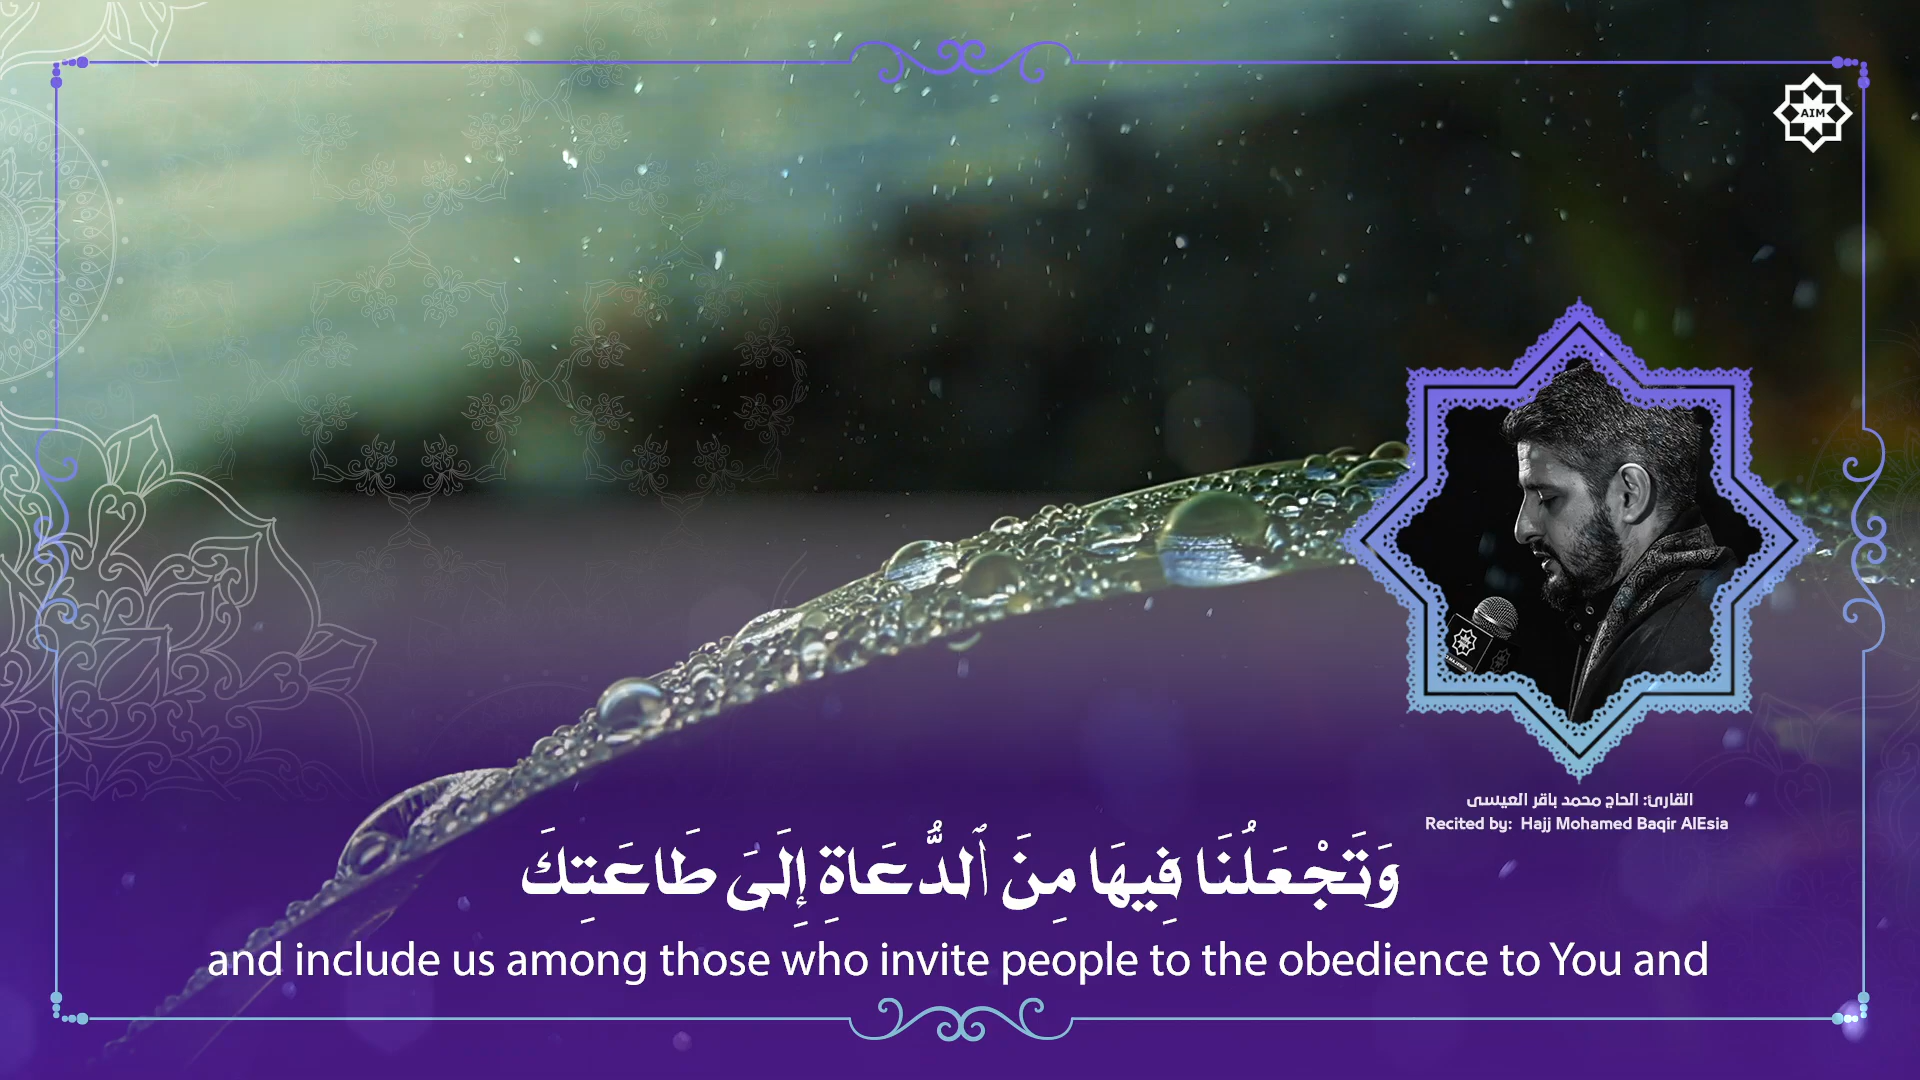 AIM
القارئ: الحاج محمد باقر العيسى
Recited by: Hajj Mohamed Baqir AlEsia
وَتَجْعَلُنَا فِيهَا مِنَ ٱلدُّعَاةِ إِلَىٰ طَاعَتِكَ
and include us among those who invite people to the obedience to You and